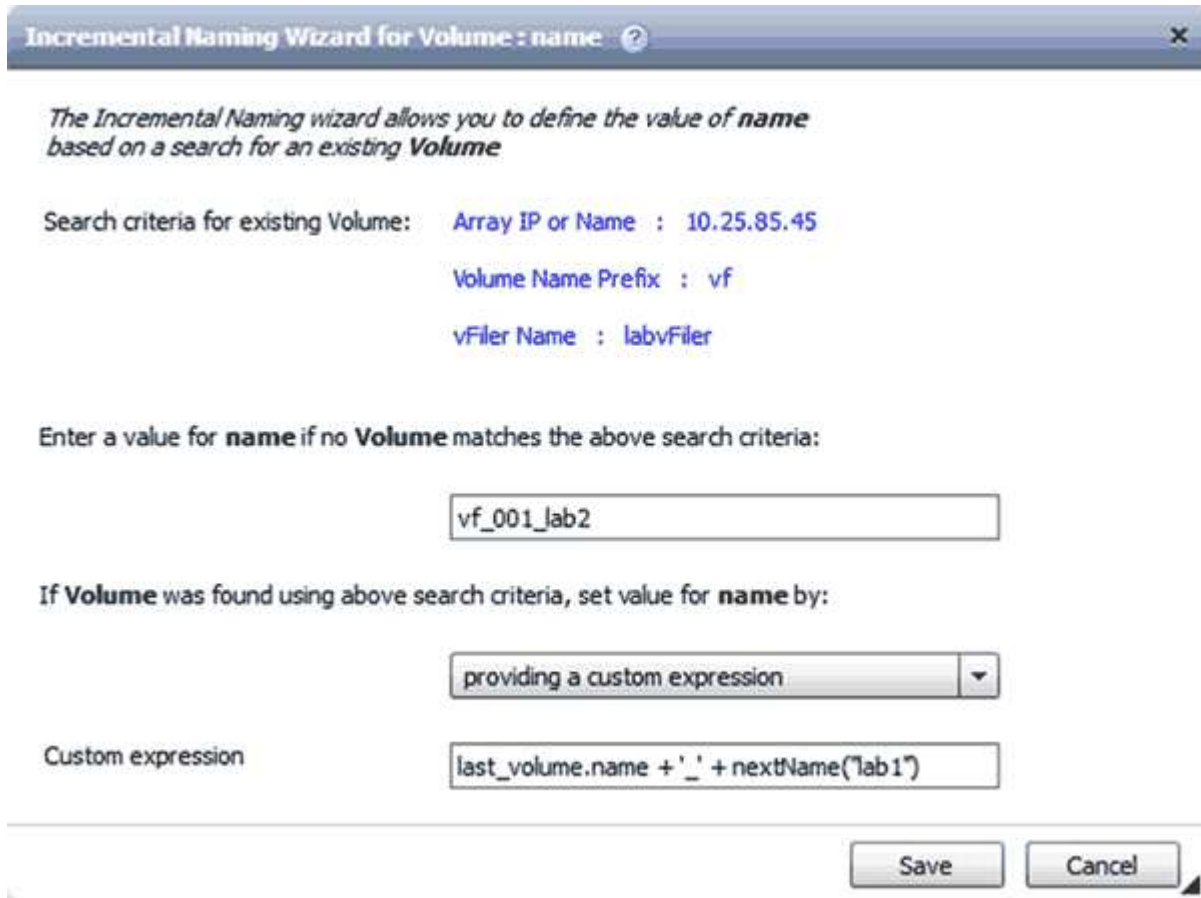 Incremental Naming Wizard for Volume : name ?
The Incremental Naming wizard allows you to define the value of name
based on a search for an existing Volume
Search criteria for existing Volume: Array IP or Name : 10.25.85.45
Volume Name Prefix : vf
vFiler Name : labvFiler
Enter a value for name if no Volume matches the above search criteria:
vf_001_lab2
If Volume was found using above search criteria, set value for name by:
providing a custom expression
Custom expression last_volume.name + '_' + nextName("lab1")
Save Cancel